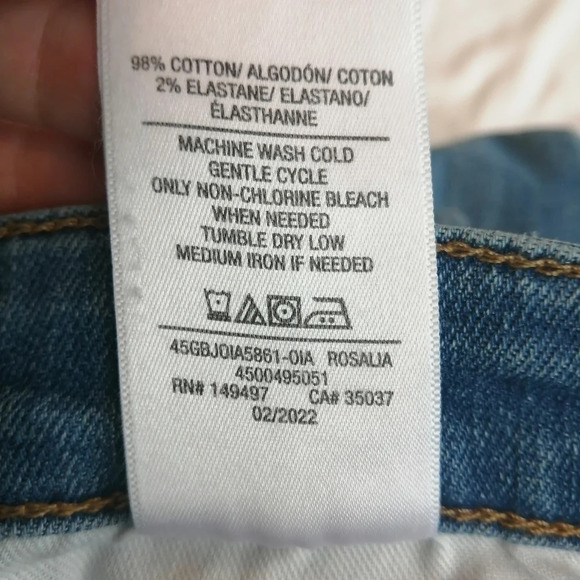 98% COTTON/ ALGODÓN/ COTON
2% ELASTANE/ ELASTANO/
ÉLASTHANNE
MACHINE WASH COLD
GENTLE CYCLE
ONLY NON-CHLORINE BLEACH
WHEN NEEDED
TUMBLE DRY LOW
MEDIUM IRON IF NEEDED
45GBJOIA5861-OIA ROSALIA
4500495051
RN# 149497 CA# 35037
02/2022